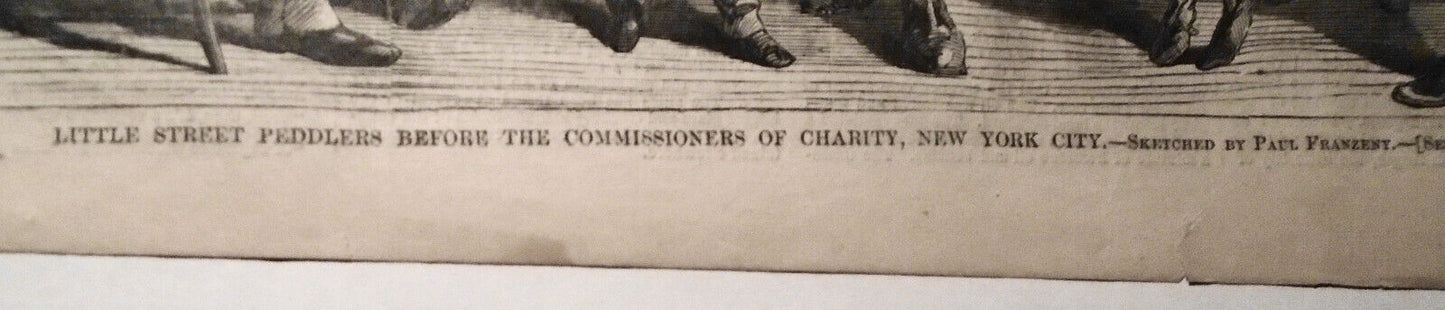 LITTLE STREET PEDDLERS BEFORE THE COMMISSIONERS OF CHARITY, NEW YORK CITY.—SKETCHED BY PAUL FRANZENY.—[SE